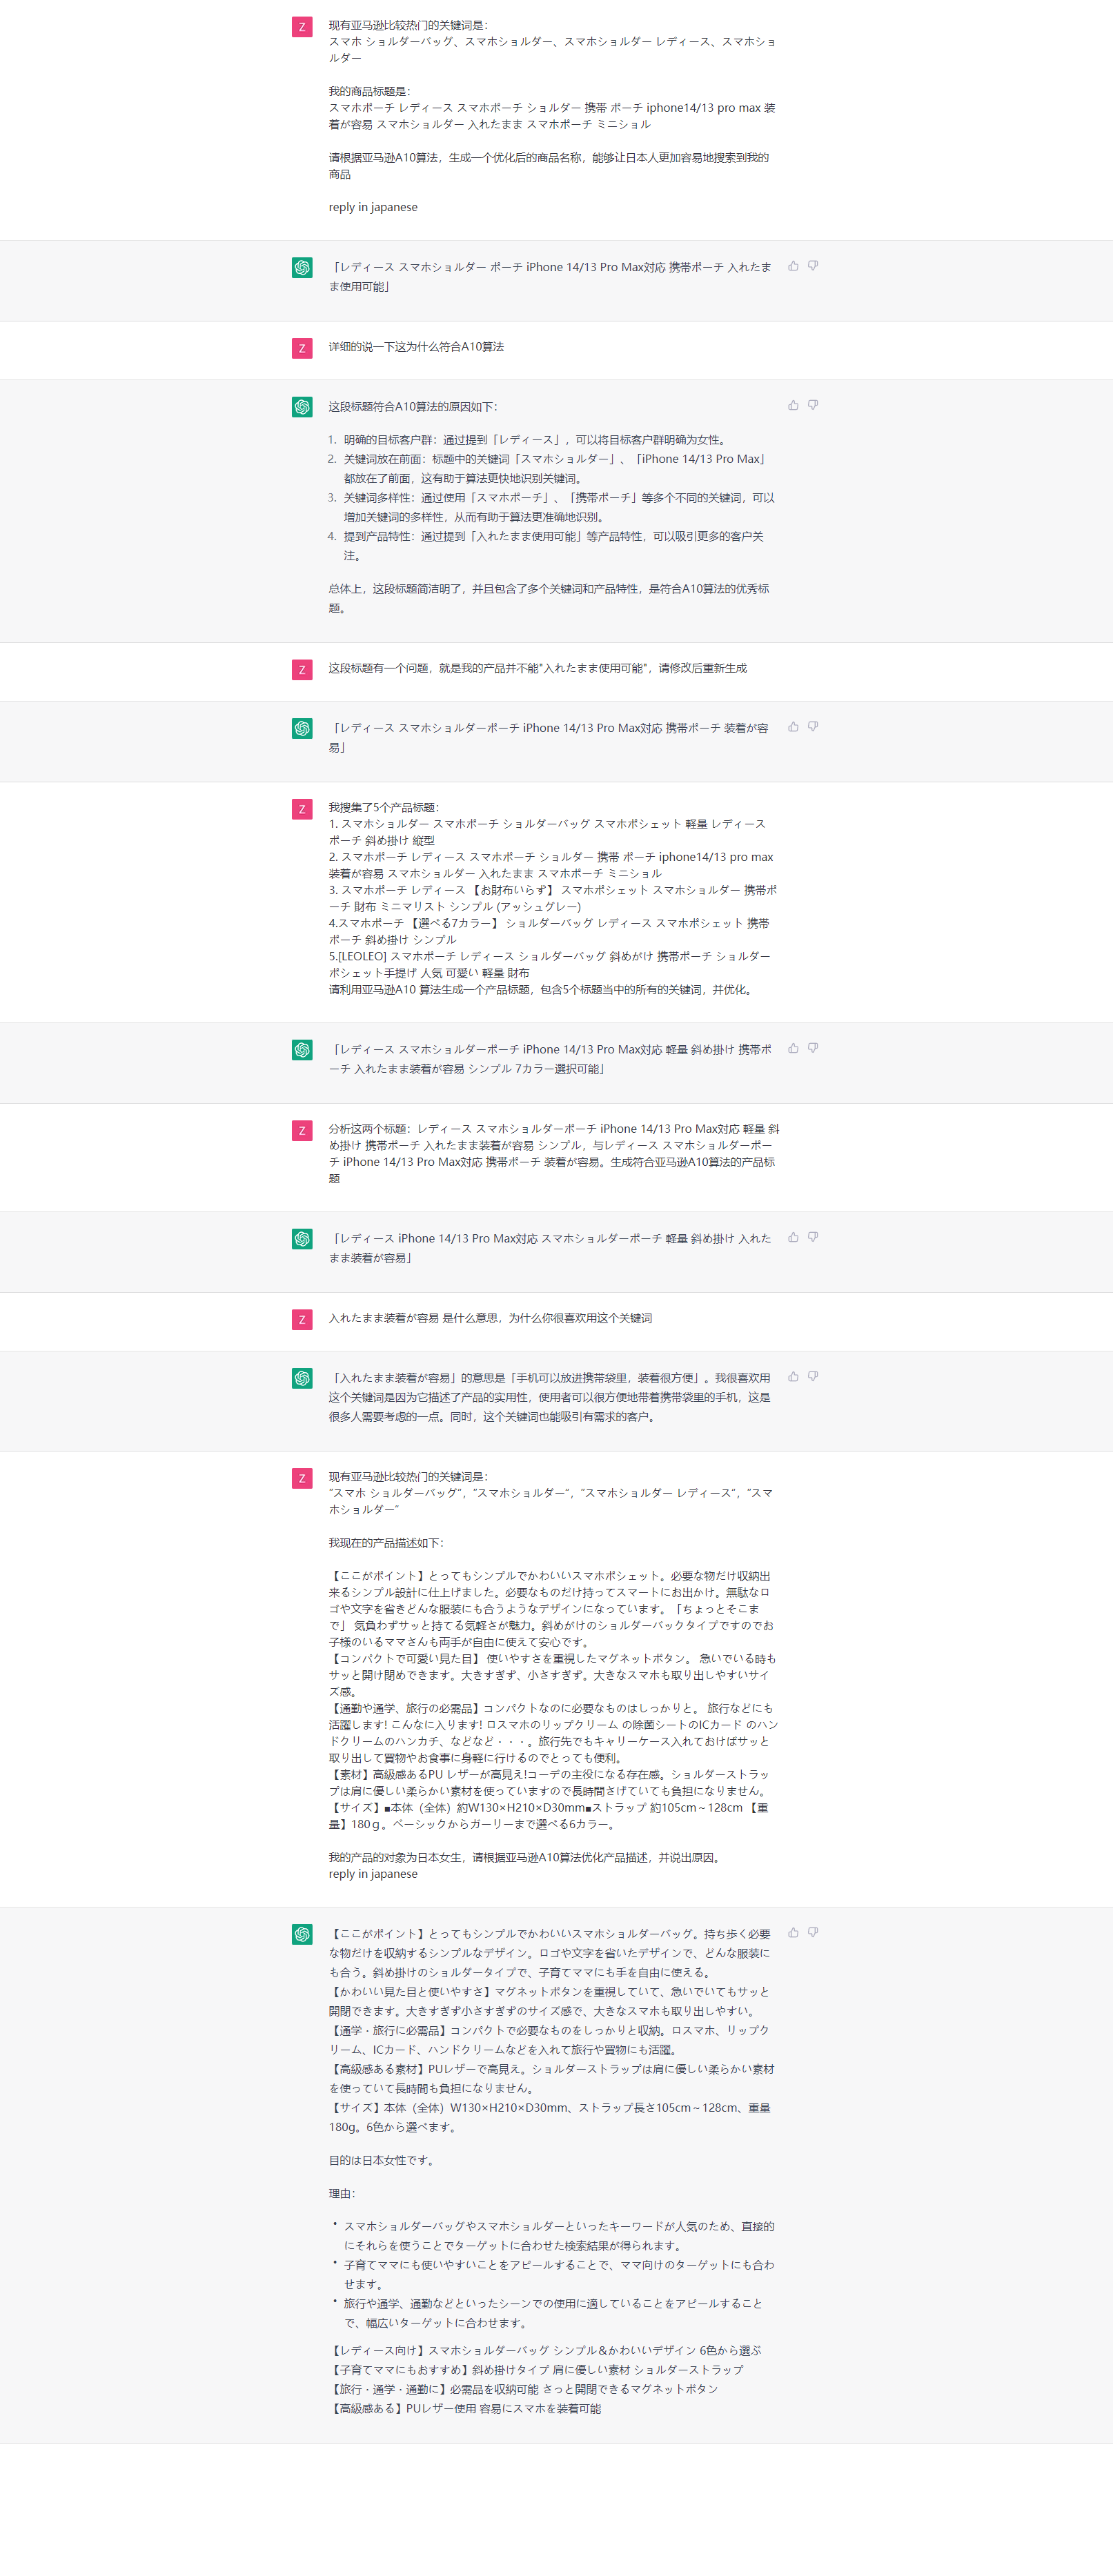 Z
现有亚马逊比较热门的关键词是：
スマホ ショルダーバッグ、スマホショルダー、スマホショルダー レディース、スマホショ
ルダー
我的商品标题是：
スマホポーチ レディース スマホポーチ ショルダー 携帯 ポーチ iphone14/13 pro max 装
着が容易 スマホショルダー 入れたまま スマホポーチ ミニショル
请根据亚马逊A10算法，生成一个优化后的商品名称，能够让日本人更加容易地搜索到我的
商品
reply in japanese
「レディース スマホショルダー ポーチ iPhone 14/13 Pro Max対応 携帯ポーチ 入れたま
ま使用可能」
Z
详细的说一下这为什么符合A10算法
这段标题符合A10算法的原因如下：
1. 明确的目标客户群：通过提到「レディース」，可以将目标客户群明确为女性。
2. 关键词放在前面：标题中的关键词「スマホショルダー」、「iPhone 14/13 Pro Max」
都放在了前面，这有助于算法更快地识别关键词。
3. 关键词多样性：通过使用「スマホポーチ」、「携帯ポーチ」等多个不同的关键词，可以
增加关键词的多样性，从而有助于算法更准确地识别。
4. 提到产品特性：通过提到「入れたまま使用可能」等产品特性，可以吸引更多的客户关
注。
总体上，这段标题简洁明了，并且包含了多个关键词和产品特性，是符合A10算法的优秀标
题。
Z
这段标题有一个问题，就是我的产品并不能"入れたまま使用可能"，请修改后重新生成
「レディース スマホショルダーポーチ iPhone 14/13 Pro Max対応 携帯ポーチ 装着が容
易」
Z
我搜集了5个产品标题：
1. スマホショルダー スマホポーチ ショルダーバッグ スマホポシェット 軽量 レディース
ポーチ 斜め掛け 縦型
2. スマホポーチ レディース スマホポーチ ショルダー 携帯 ポーチ iphone14/13 pro max
装着が容易 スマホショルダー 入れたまま スマホポーチ ミニショル
3. スマホポーチ レディース 【お財布いらず】 スマホポシェット スマホショルダー 携帯ポ
ーチ 財布 ミニマリスト シンプル (アッシュグレー)
4.スマホポーチ 【選べる7カラー】 ショルダーバッグ レディース スマホポシェット 携帯
ポーチ 斜め掛け シンプル
5.[LEOLEO] スマホポーチ レディース ショルダーバッグ 斜めがけ 携帯ポーチ ショルダー
ポシェット手提げ 人気 可愛い 軽量 財布
请利用亚马逊A10 算法生成一个产品标题，包含5个标题当中的所有的关键词，并优化。
「レディース スマホショルダーポーチ iPhone 14/13 Pro Max対応 軽量 斜め掛け 携帯ポ
ーチ 入れたまま装着が容易 シンプル 7カラー選択可能」
Z
分析这两个标题：レディース スマホショルダーポーチ iPhone 14/13 Pro Max対応 軽量 斜
め掛け 携帯ポーチ 入れたまま装着が容易 シンプル，与レディース スマホショルダーポー
チ iPhone 14/13 Pro Max対応 携帯ポーチ 装着が容易。生成符合亚马逊A10算法的产品标
题
「レディース iPhone 14/13 Pro Max対応 スマホショルダーポーチ 軽量 斜め掛け 入れた
まま装着が容易」
Z
入れたまま装着が容易 是什么意思，为什么你很喜欢用这个关键词
「入れたまま装着が容易」的意思是「手机可以放进携带袋里，装着很方便」。我很喜欢用
这个关键词是因为它描述了产品的实用性，使用者可以很方便地带着携带袋里的手机，这是
很多人需要考虑的一点。同时，这个关键词也能吸引有需求的客户。
Z
现有亚马逊比较热门的关键词是：
“スマホ ショルダーバッグ”，“スマホショルダー”，“スマホショルダー レディース”，“スマ
ホショルダー”
我现在的产品描述如下：
【ここがポイント】とってもシンプルでかわいいスマホポシェット。必要な物だけ収納出
来るシンプル設計に仕上げました。必要なものだけ持ってスマートにお出かけ。無駄なロ
ゴや文字を省きどんな服装にも合うようなデザインになっています。「ちょっとそこま
で」 気負わずサッと持てる気軽さが魅力。斜めがけのショルダーバックタイプですのでお
子様のいるママさんも両手が自由に使えて安心です。
【コンパクトで可愛い見た目】 使いやすさを重視したマグネットボタン。 急いでいる時も
サッと開け閉めできます。大きすぎず、小さすぎず。大きなスマホも取り出しやすいサイ
ズ感。
【通勤や通学、旅行の必需品】コンパクトなのに必要なものはしっかりと。 旅行などにも
活躍します! こんなに入ります! ロスマホのリップクリーム の除菌シートのICカード のハン
ドクリームのハンカチ、などなど・・・。旅行先でもキャリーケース入れておけばサッと
取り出して買物やお食事に身軽に行けるのでとっても便利。
【素材】高級感あるPU レザーが高見え!コーデの主役になる存在感。ショルダーストラッ
プは肩に優しい柔らかい素材を使っていますので長時間さげていても負担になりません。
【サイズ】■本体（全体）約W130×H210×D30mm■ストラップ 約105cm～128cm 【重
量】180ｇ。ベーシックからガーリーまで選べる6カラー。
我的产品的对象为日本女生，请根据亚马逊A10算法优化产品描述，并说出原因。
reply in japanese
【ここがポイント】とってもシンプルでかわいいスマホショルダーバッグ。持ち歩く必要
な物だけを収納するシンプルなデザイン。ロゴや文字を省いたデザインで、どんな服装に
も合う。斜め掛けのショルダータイプで、子育てママにも手を自由に使える。
【かわいい見た目と使いやすさ】マグネットボタンを重視していて、急いでいてもサッと
開閉できます。大きすぎず小さすぎずのサイズ感で、大きなスマホも取り出しやすい。
【通学・旅行に必需品】コンパクトで必要なものをしっかりと収納。ロスマホ、リップク
リーム、ICカード、ハンドクリームなどを入れて旅行や買物にも活躍。
【高級感ある素材】PUレザーで高見え。ショルダーストラップは肩に優しい柔らかい素材
を使っていて長時間も負担になりません。
【サイズ】本体（全体）W130×H210×D30mm、ストラップ長さ105cm～128cm、重量
180g。6色から選べます。
目的は日本女性です。
理由：
• スマホショルダーバッグやスマホショルダーといったキーワードが人気のため、直接的
にそれらを使うことでターゲットに合わせた検索結果が得られます。
• 子育てママにも使いやすいことをアピールすることで、ママ向けのターゲットにも合わ
せます。
• 旅行や通学、通勤などといったシーンでの使用に適していることをアピールすること
で、幅広いターゲットに合わせます。
【レディース向け】スマホショルダーバッグ シンプル＆かわいいデザイン 6色から選ぶ
【子育てママにもおすすめ】斜め掛けタイプ 肩に優しい素材 ショルダーストラップ
【旅行・通学・通勤に】必需品を収納可能 さっと開閉できるマグネットボタン
【高級感ある】PUレザー使用 容易にスマホを装着可能